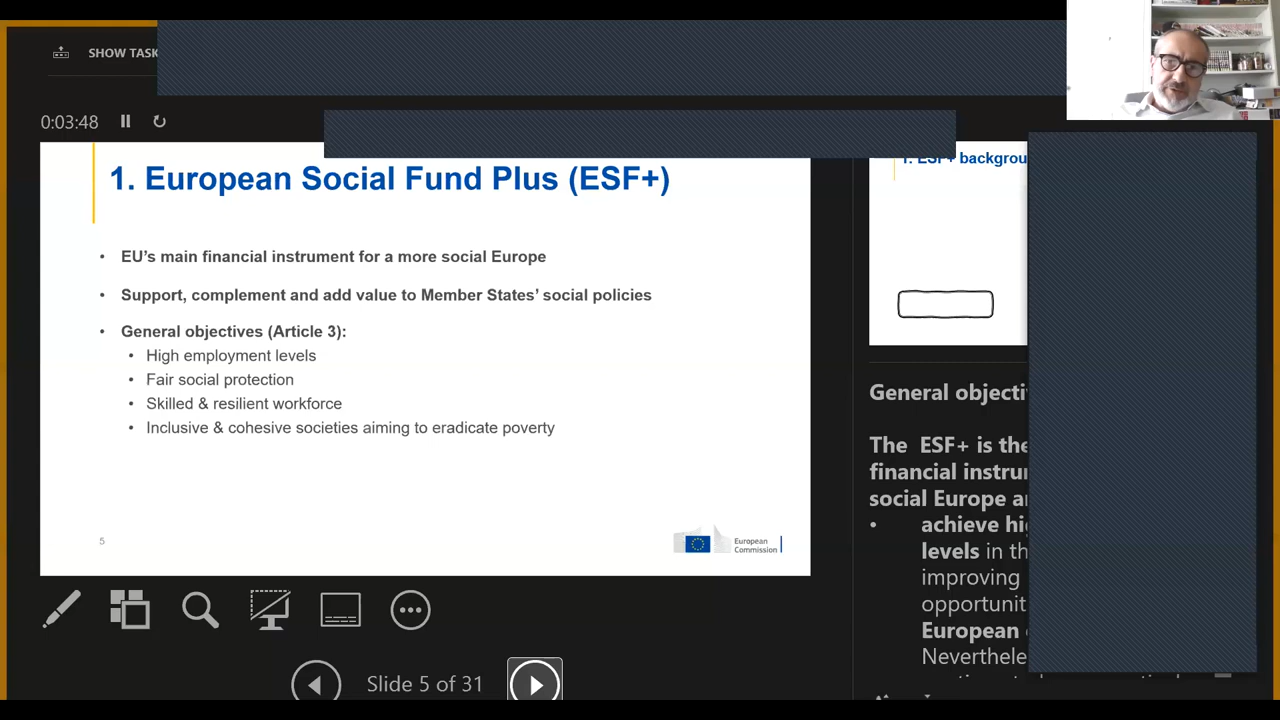 SHOW TASK
0:03:48
1. European Social Fund Plus (ESF+)
• EU's main financial instrument for a more social Europe
• Support, complement and add value to Member States' social policies
• General objectives (Article 3):
• High employment levels
• Fair social protection
• Skilled & resilient workforce
• Inclusive & cohesive societies aiming to eradicate poverty
5
European
Commission
Slide 5 of 31
1. ESF+ backgrou
General objecti
The ESF+ is the
financial instru
social Europe a
• achieve hi
levels in th
improving
opportunit
European
Nevertheles